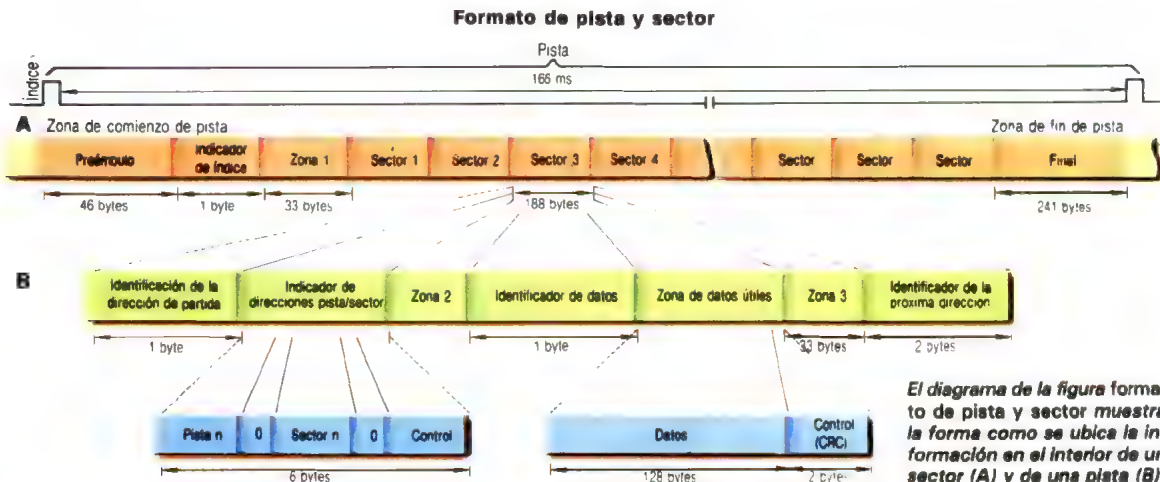 Formato de pista y sector
Pista
Índice
166 ms
A Zona de comienzo de pista
Zona de fin de pista
Preámbulo
Indicador de índice
Zona 1
Sector 1
Sector 2
Sector 3
Sector 4
Sector
Sector
Sector
Final
46 bytes
1 byte
33 bytes
188 bytes
241 bytes
B
Identificación de la
dirección de partida
Indicador de
direcciones pista/sector
Zona 2
Identificador de datos
Zona de datos útiles
Zona 3
Identificador de la
próxima dirección
1 byte
1 byte
33 bytes
2 bytes
Pista n
0
Sector n
0
Control
Datos
Control
(CRC)
6 bytes
128 bytes
2 bytes
El diagrama de la figura forma-
to de pista y sector muestra
la forma como se ubica la in-
formación en el interior de un
sector (A) y de una pista (B).